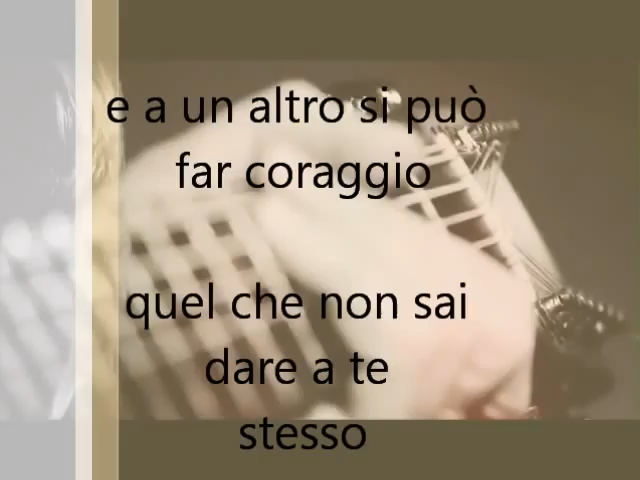 e a un altro si può
far coraggio
quel che non sai
dare a te
stesso